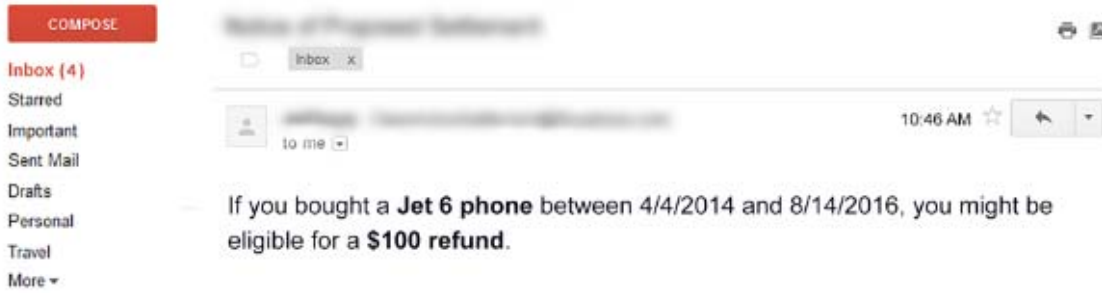 COMPOSE
Inbox (4)
Starred
Important
Sent Mail
Drafts
Personal
Travel
More
Inbox x
to me
10:46 AM
If you bought a Jet 6 phone between 4/4/2014 and 8/14/2016, you might be
eligible for a $100 refund.